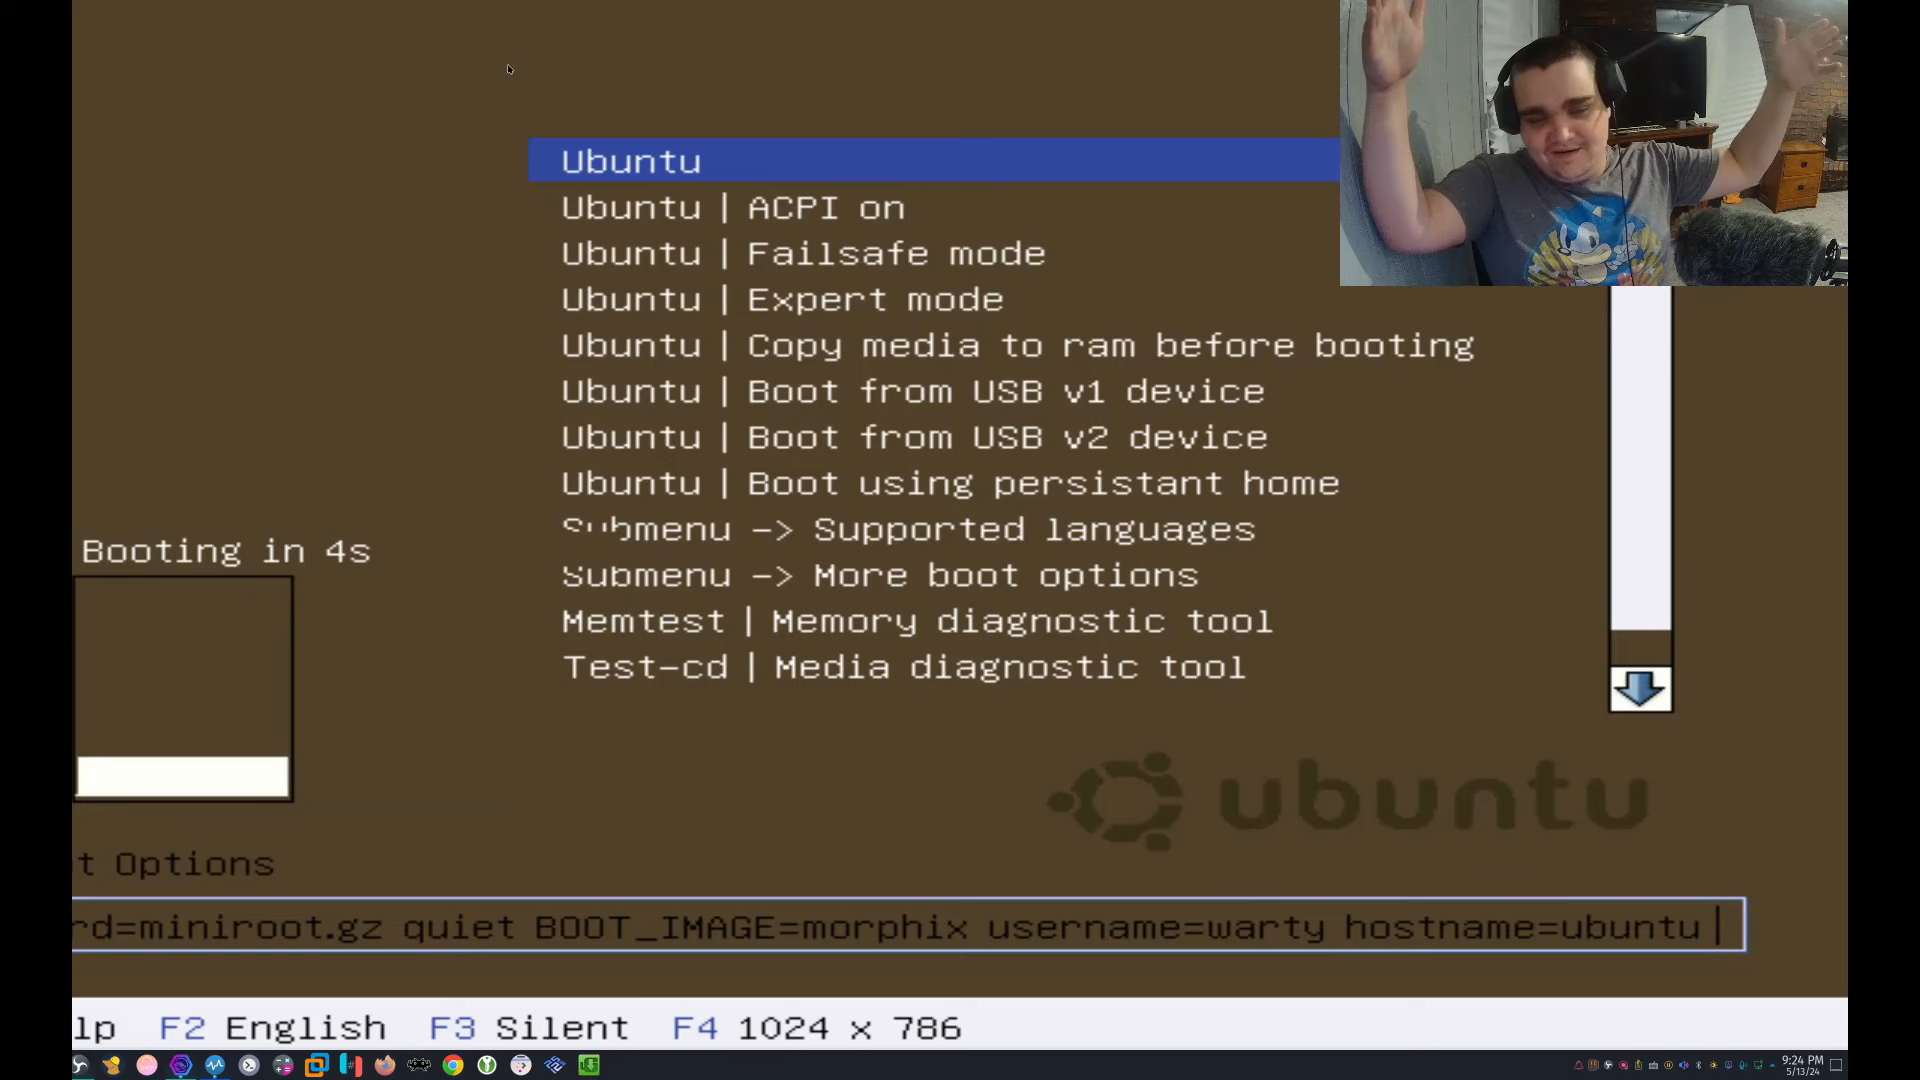 Ubuntu
Ubuntu | ACPI on
Ubuntu | Failsafe mode
Ubuntu | Expert mode
Ubuntu | Copy media to ram before booting
Ubuntu | Boot from USB v1 device
Ubuntu | Boot from USB v2 device
Ubuntu | Boot using persistant home
Submenu -> Supported languages
Submenu -> More boot options
Memtest | Memory diagnostic tool
Test-cd | Media diagnostic tool
Booting in 4s
ubuntu
t Options
rd=miniroot.gz quiet BOOT_IMAGE=morphix username=warty hostname=ubuntu
lp F2 English F3 Silent F4 1024 x 786
9:24 PM
5/13/24